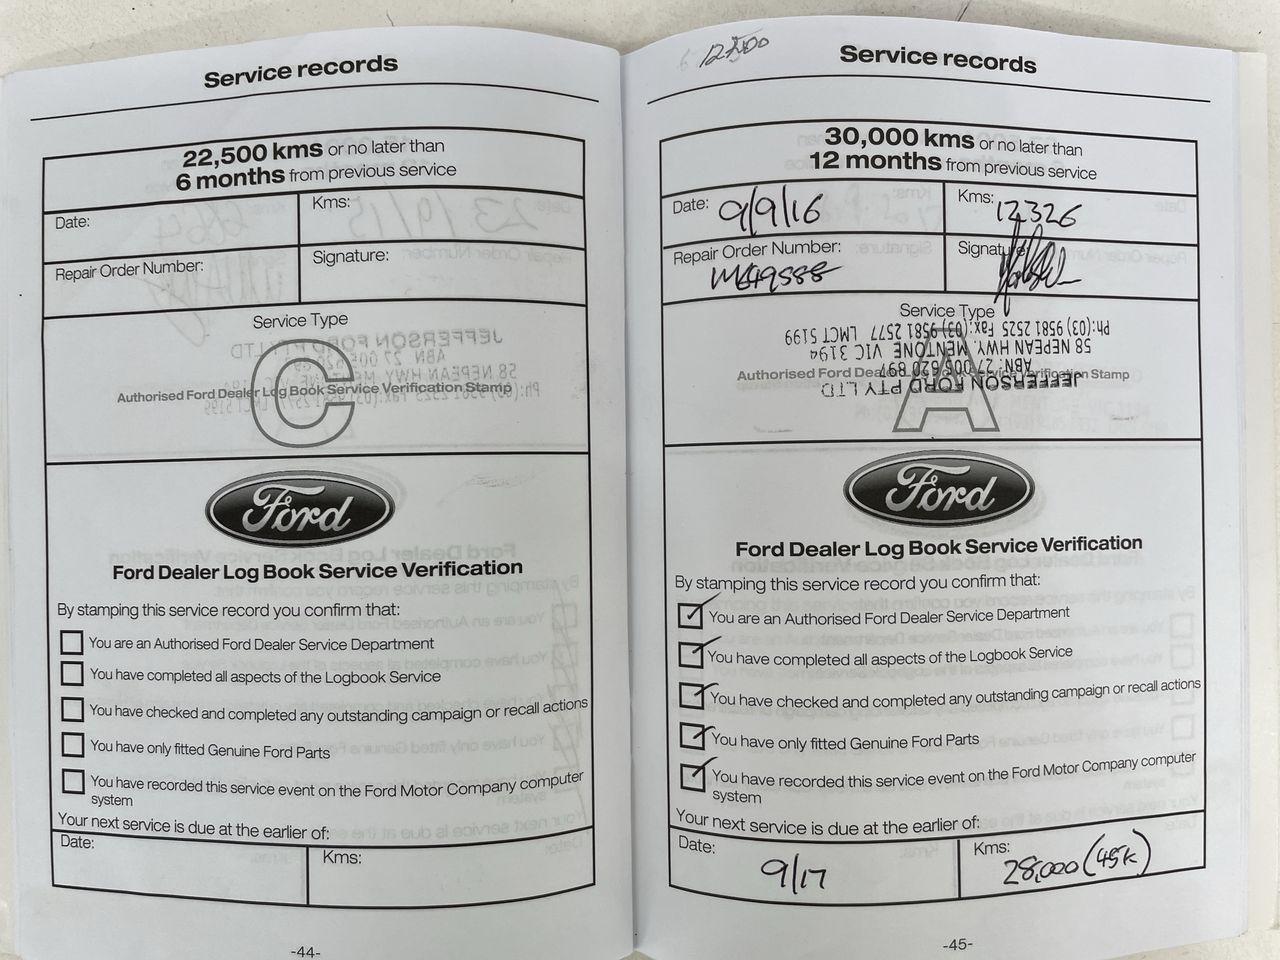 Service records
22,500 kms or no later than
6 months from previous service
Date:
Kms:
Repair Order Number:
Signature:
Service Type
C
Authorised Ford Dealer Log Book Service Verification Stamp
Ford
Ford Dealer Log Book Service Verification
By stamping this service record you confirm that:
You are an Authorised Ford Dealer Service Department
You have completed all aspects of the Logbook Service
You have checked and completed any outstanding campaign or recall actions
You have only fitted Genuine Ford Parts
You have recorded this service event on the Ford Motor Company computer
system
Your next service is due at the earlier of:
Date:
Kms:
-44-
Service records
30,000 kms or no later than
12 months from previous service
Date: 9/9/16
Kms: 12326
Repair Order Number:
Signature:
Service Type
A
Authorised Ford Dealer Log Book Service Verification Stamp
JEFFERSON FORD PTY LTD
ABN: 27 006 620 897
58 NEPEAN HWY, MENTONE VIC 3194
Ph:(03) 9581 2525 Fax:(03) 9581 2577 LMCT 5199
Ford
Ford Dealer Log Book Service Verification
By stamping this service record you confirm that:
You are an Authorised Ford Dealer Service Department
You have completed all aspects of the Logbook Service
You have checked and completed any outstanding campaign or recall actions
You have only fitted Genuine Ford Parts
You have recorded this service event on the Ford Motor Company computer
system
Your next service is due at the earlier of:
Date: 9/17
Kms: 28,000 (45K)
-45-